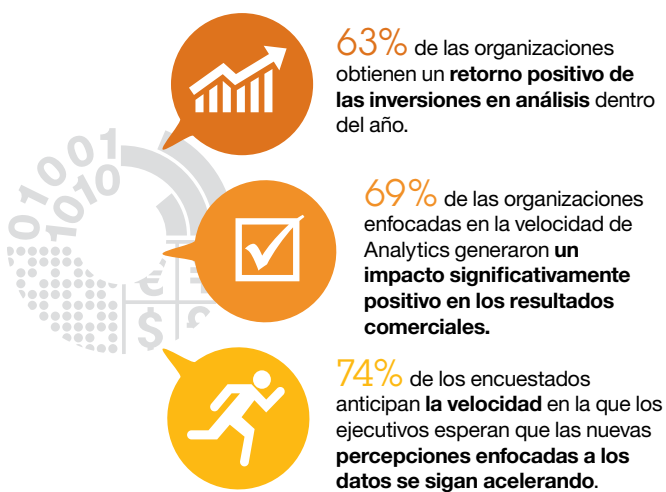 63% de las organizaciones
obtienen un retorno positivo de
las inversiones en análisis dentro
del año.
01001
1010
69% de las organizaciones
enfocadas en la velocidad de
Analytics generaron un
impacto significativamente
positivo en los resultados
comerciales.
€
$
74% de los encuestados
anticipan la velocidad en la que los
ejecutivos esperan que las nuevas
percepciones enfocadas a los
datos se sigan acelerando.